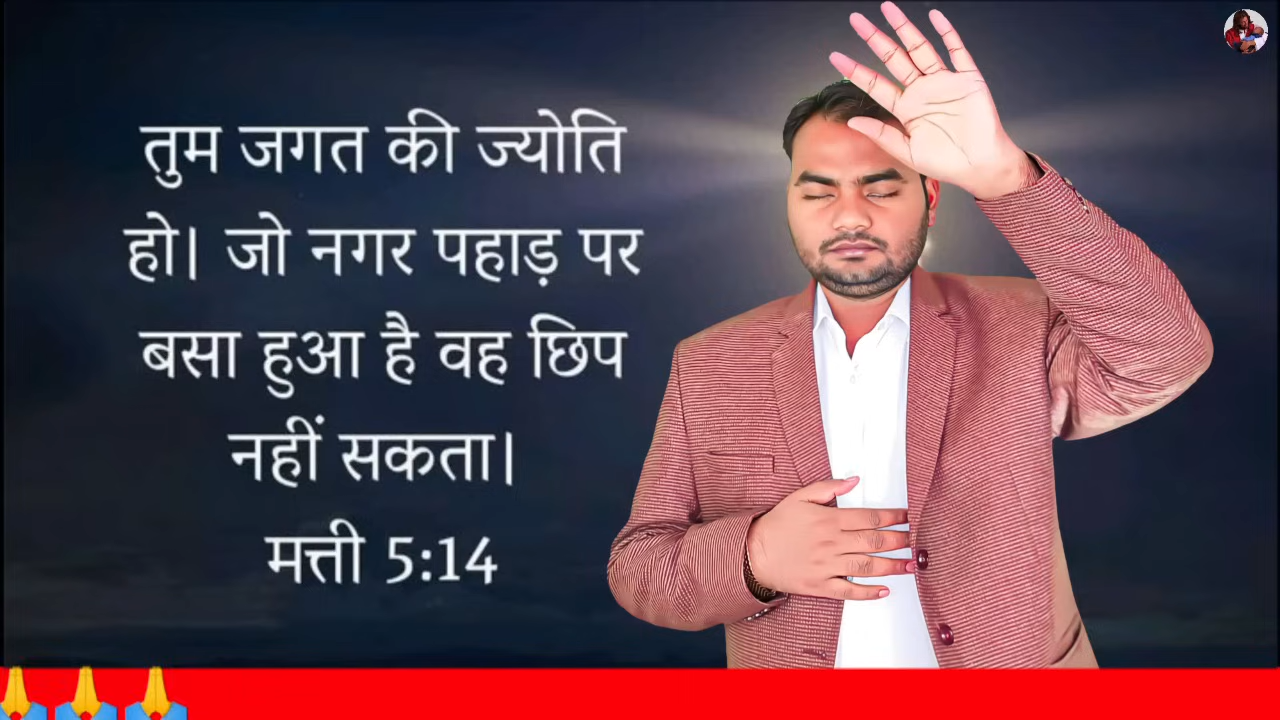 तुम जगत की ज्योति
हो। जो नगर पहाड़ पर
बसा हुआ है वह छिप
नहीं सकता।
मत्ती 5:14